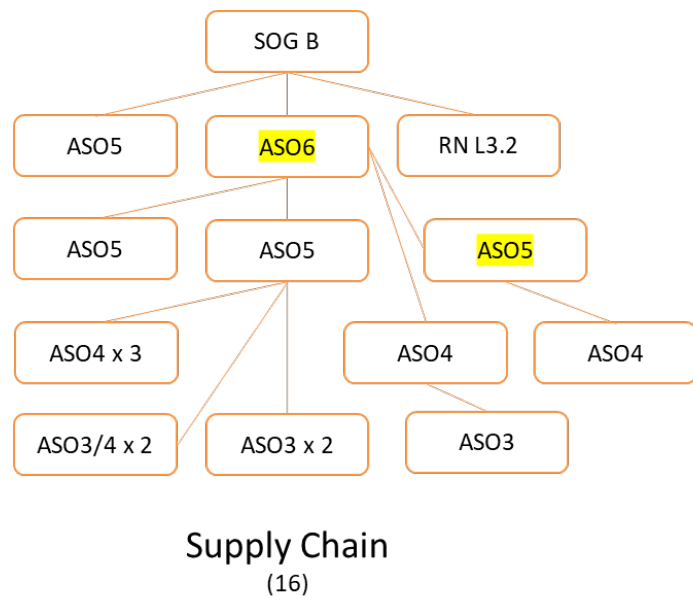 SOG B
ASO5
ASO6
RN L3.2
ASO5
ASO5
ASO5
ASO4 x 3
ASO4
ASO4
ASO3/4 x 2
ASO3 x 2
ASO3
Supply Chain
(16)